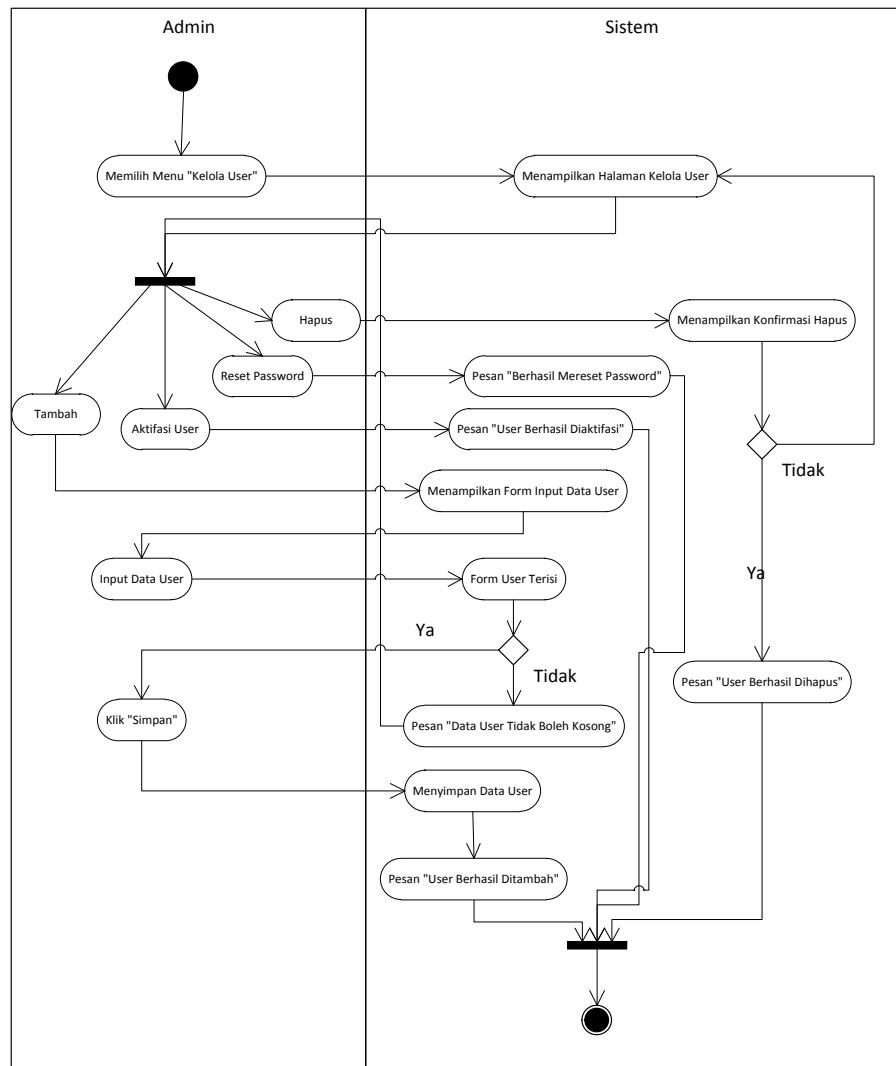 Admin
Sistem
Memilih Menu "Kelola User"
Menampilkan Halaman Kelola User
Hapus
Menampilkan Konfirmasi Hapus
Reset Password
Pesan "Berhasil Mereset Password"
Tambah
Aktifasi User
Pesan "User Berhasil Diaktifasi"
Tidak
Menampilkan Form Input Data User
Input Data User
Form User Terisi
Ya
Ya
Tidak
Pesan "User Berhasil Dihapus"
Klik "Simpan"
Pesan "Data User Tidak Boleh Kosong"
Menyimpan Data User
Pesan "User Berhasil Ditambah"